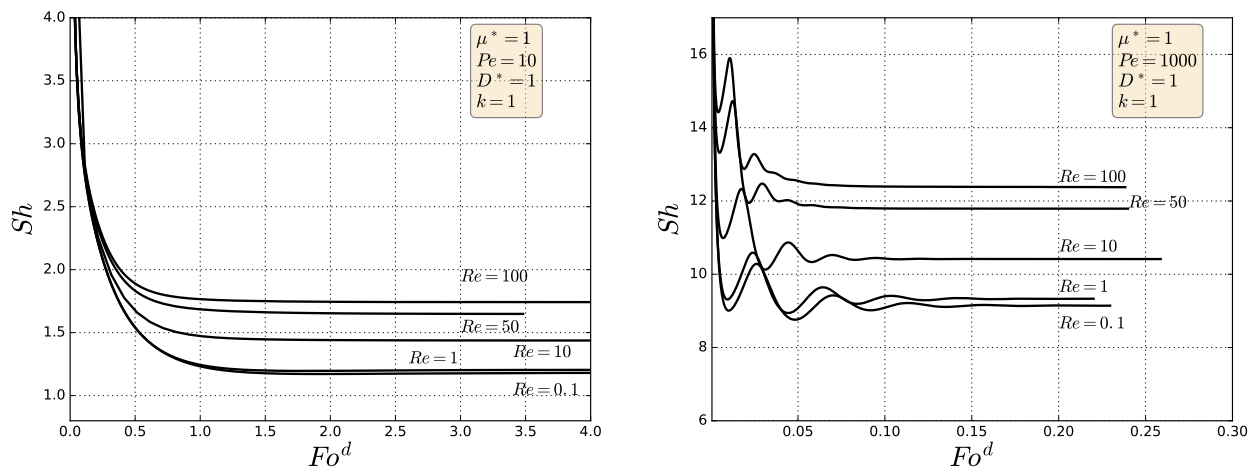 4.0
3.5
3.0
2.5
2.0
1.5
1.0
Sh
μ* = 1
Pe = 10
D* = 1
k = 1
Re = 100
Re = 50
Re = 10
Re = 1
Re = 0.1
0.0 0.5 1.0 1.5 2.0 2.5 3.0 3.5 4.0
Fo^d
16
14
12
10
8
6
Sh
μ* = 1
Pe = 1000
D* = 1
k = 1
Re = 100
Re = 50
Re = 10
Re = 1
Re = 0.1
0.05 0.10 0.15 0.20 0.25 0.30
Fo^d